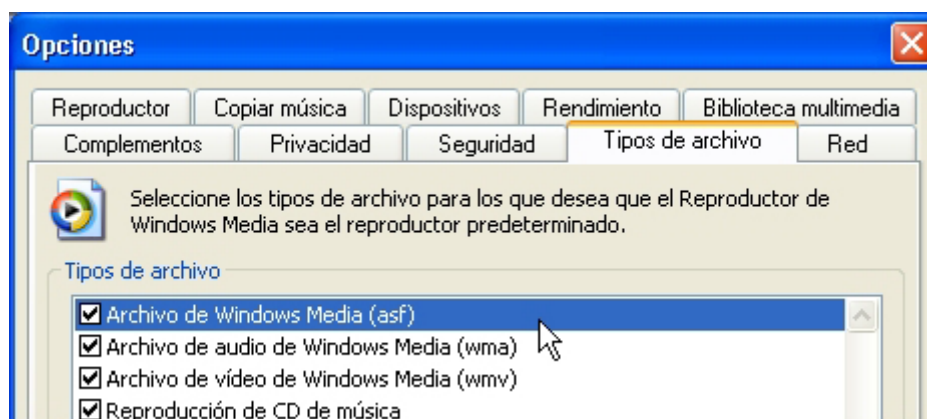 Opciones
Reproductor Copiar música Dispositivos Rendimiento Biblioteca multimedia
Complementos Privacidad Seguridad Tipos de archivo Red
Seleccione los tipos de archivo para los que desea que el Reproductor de
Windows Media sea el reproductor predeterminado.
Tipos de archivo
Archivo de Windows Media (asf)
Archivo de audio de Windows Media (wma)
Archivo de vídeo de Windows Media (wmv)
Reproducción de CD de música